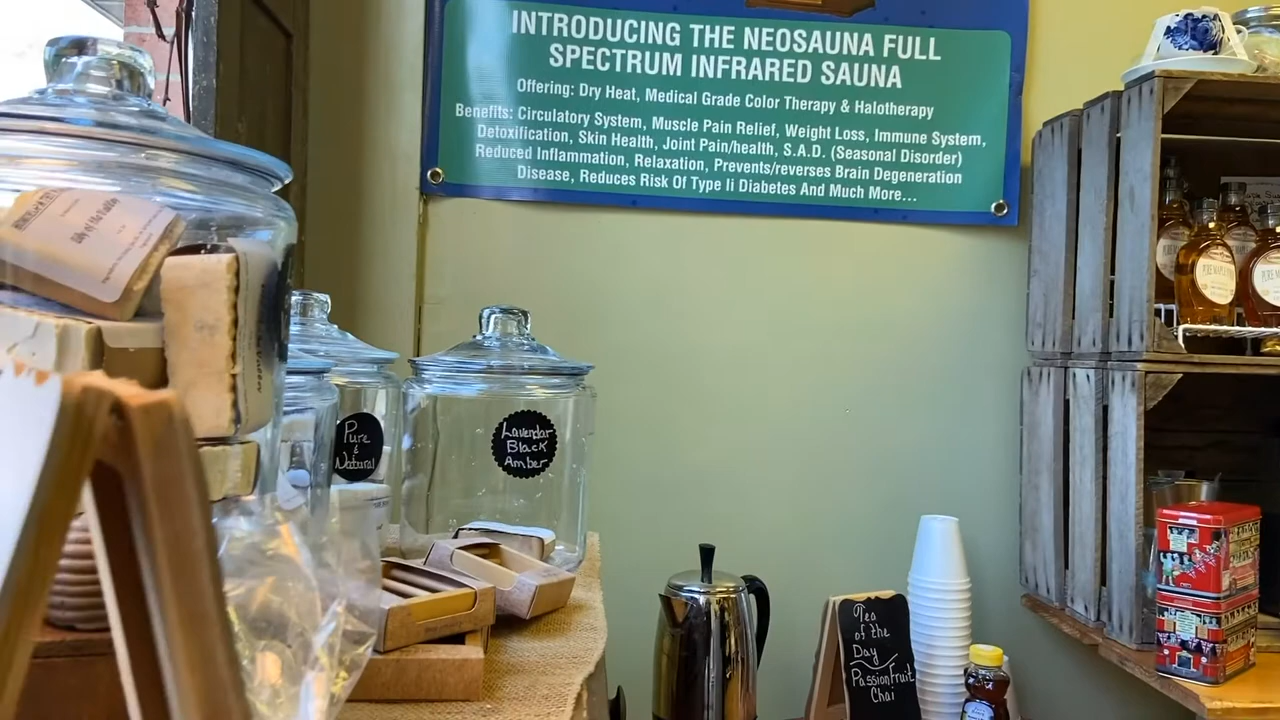 INTRODUCING THE NEOSAUNA FULL
SPECTRUM INFRARED SAUNA
Offering: Dry Heat, Medical Grade Color Therapy & Halotherapy
Benefits: Circulatory System, Muscle Pain Relief, Weight Loss, Immune System,
Detoxification, Skin Health, Joint Pain/health, S.A.D. (Seasonal Disorder)
Reduced Inflammation, Relaxation, Prevents/reverses Brain Degeneration
Disease, Reduces Risk Of Type Ii Diabetes And Much More...
Pure
&
Natural
Lavendar
Black
Amber
Tea
of the
Day
PassionFruit
Chai
PURE MAPLE